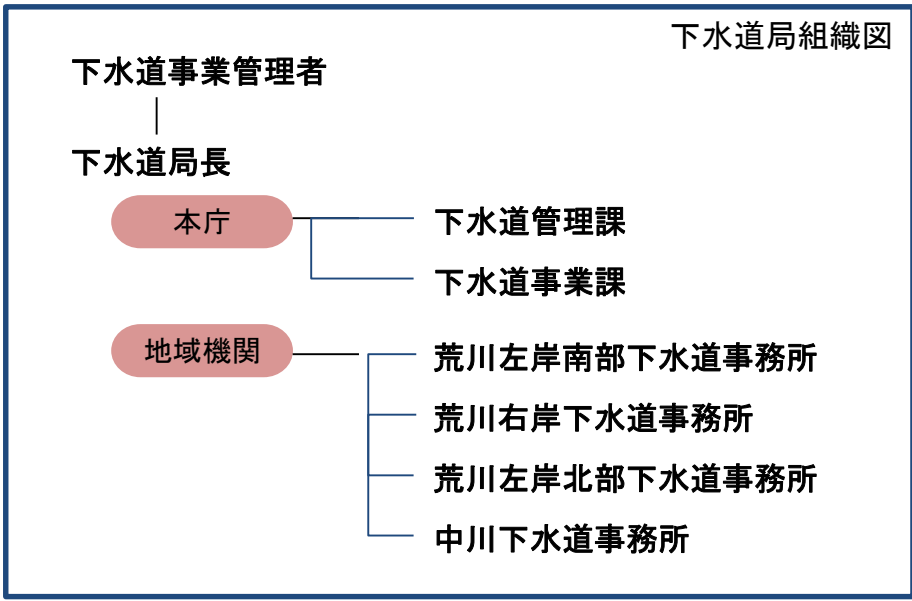 下水道局組織図
下水道事業管理者
下水道局長
本庁
下水道管理課
下水道事業課
地域機関
荒川左岸南部下水道事務所
荒川右岸下水道事務所
荒川左岸北部下水道事務所
中川下水道事務所